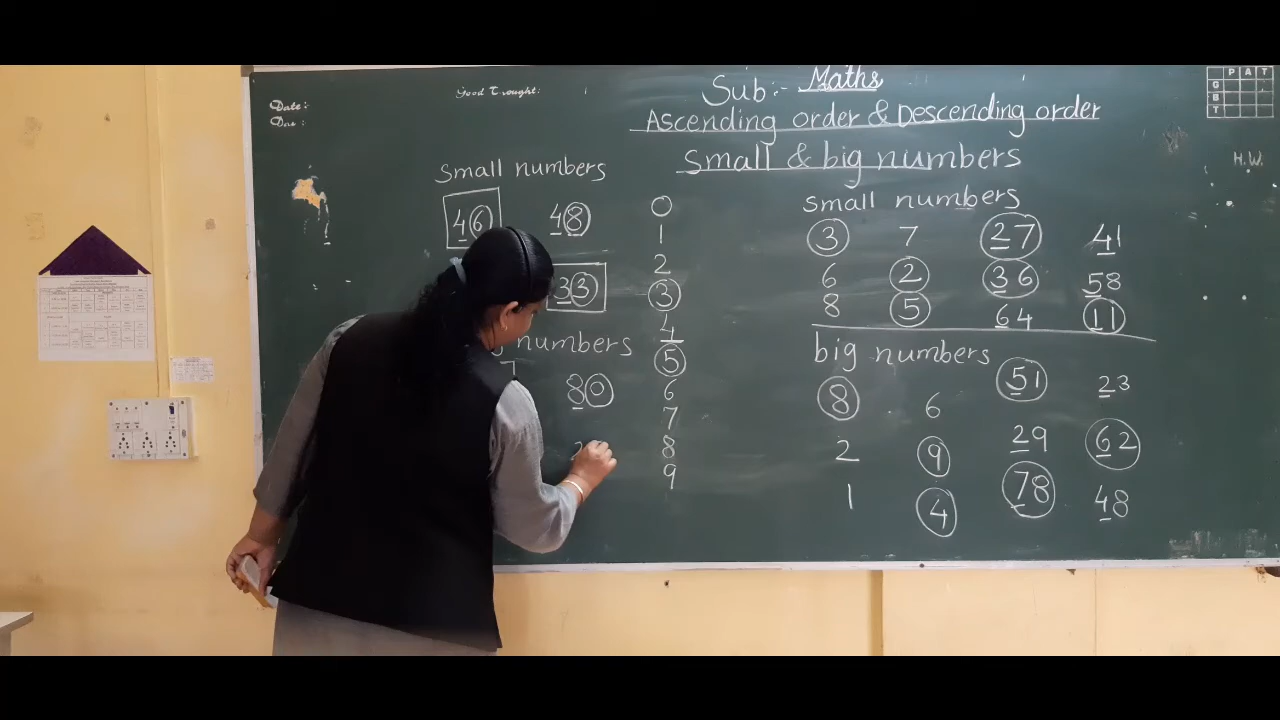 Sub:- Maths
Ascending order & Descending order
Small & big numbers
Good Thought:
Date:-
Day :
P A T
G
B
T
H.W.
Small numbers
46 48
33
numbers
80
0
1
2
3
4
5
6
7
8
9
small numbers
3 7 27 41
6 2 36 58
8 5 64 11
big numbers
8 6 51 23
2 9 29 62
1 4 78 48